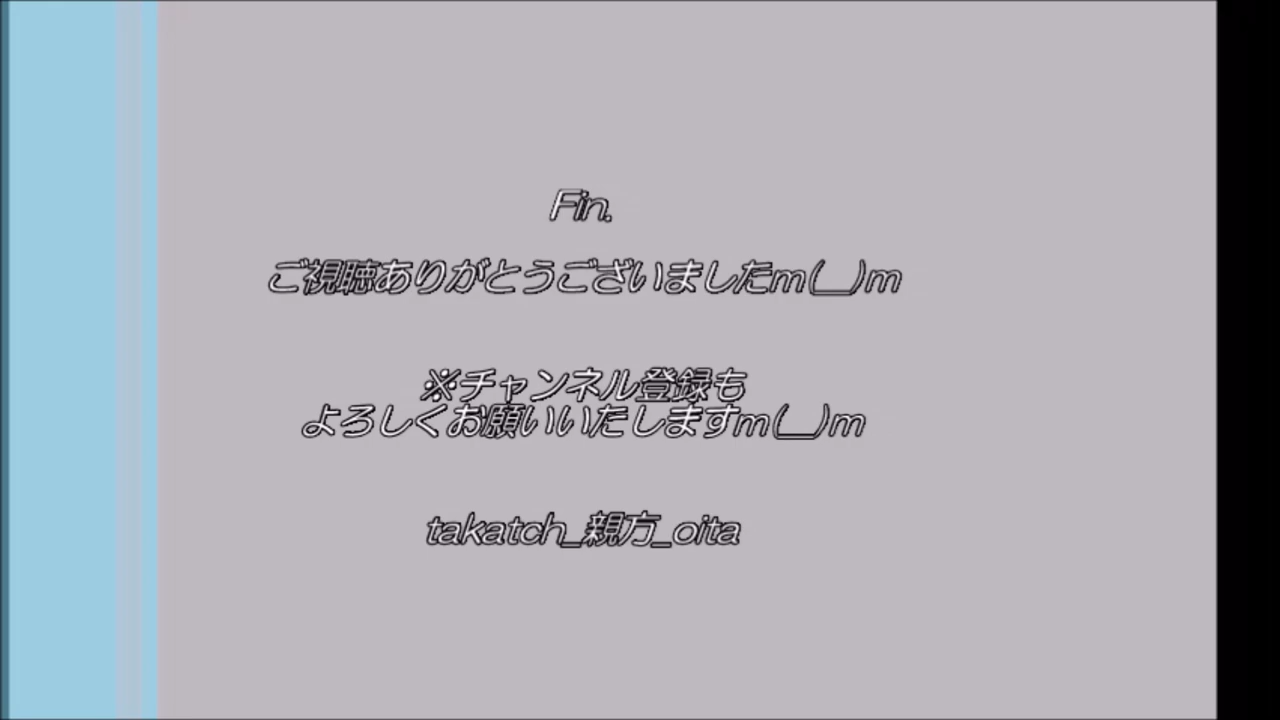 Fin.
ご視聴ありがとうございましたm(__)m
※チャンネル登録も
よろしくお願いいたしますm(__)m
takatch_親方_oita